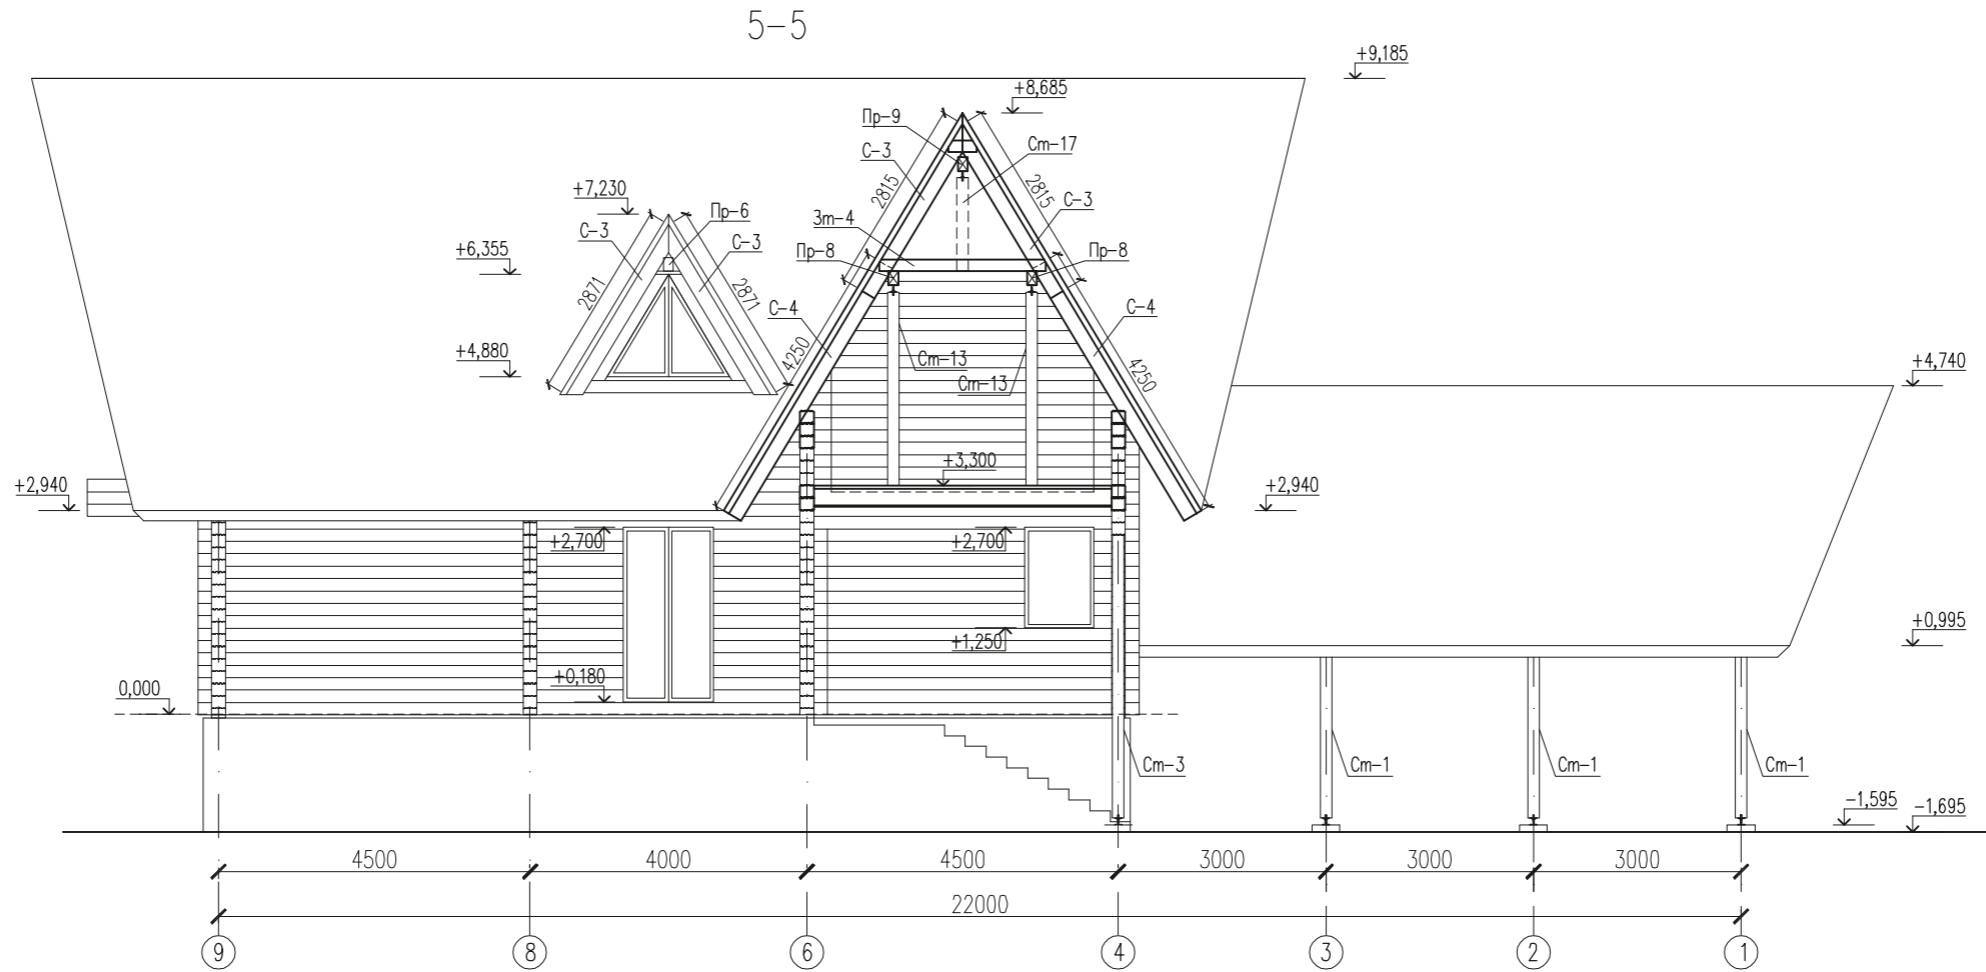 5-5
+9,185
+8,685
Пр-9
С-3
Ст-17
2815
2815
+7,230
Пр-6
С-3
С-3
Зт-4
С-3
+6,355
Пр-8
Пр-8
2871
2871
С-4
С-4
+4,880
4250
Ст-13
4250
+4,740
Ст-13
+3,300
+2,940
+2,940
+2,700
+2,700
+0,995
+1,250
+0,180
0,000
Ст-3
Ст-1
Ст-1
Ст-1
-1,595
-1,695
4500
4000
4500
3000
3000
3000
22000
9
8
6
4
3
2
1